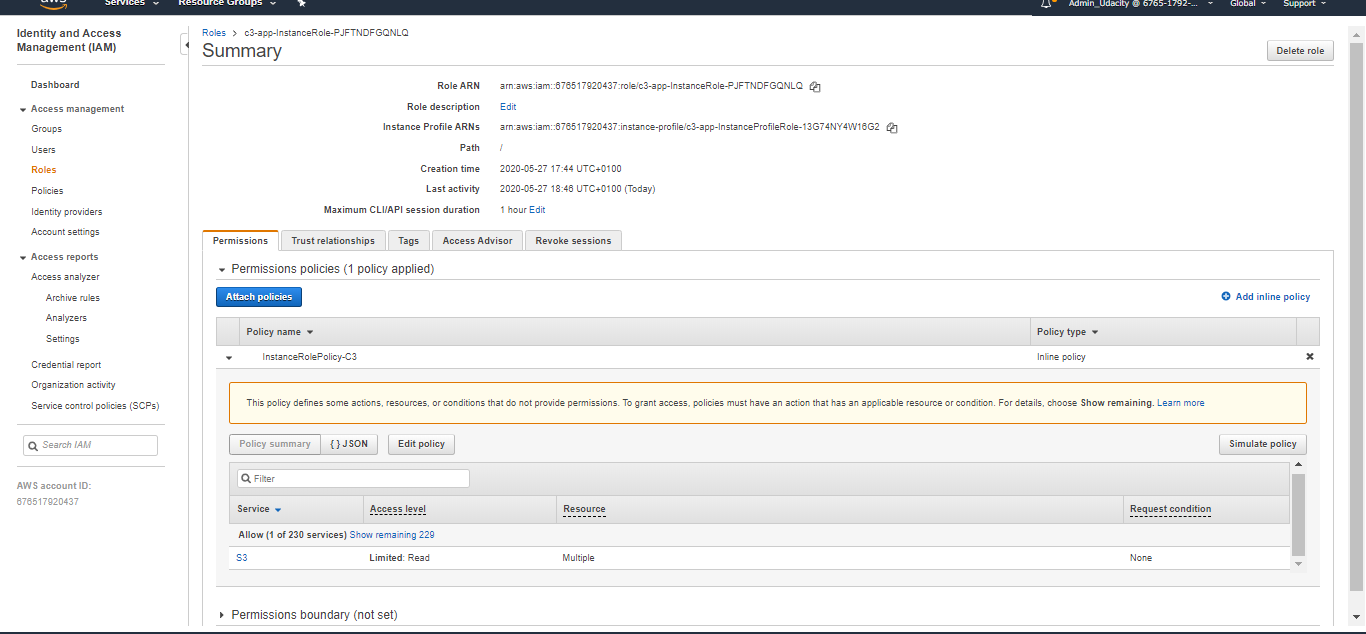 aws Services Resource Groups Admin_Udacity @ 6765-1792-... Global Support
Identity and Access
Management (IAM)
Dashboard
Access management
Groups
Users
Roles
Policies
Identity providers
Account settings
Access reports
Access analyzer
Archive rules
Analyzers
Settings
Credential report
Organization activity
Service control policies (SCPs)
Search IAM
AWS account ID:
676517920437
Roles > c3-app-InstanceRole-PJFTNDFGQNLQ
Summary
Delete role
Role ARN arn:aws:iam::676517920437:role/c3-app-InstanceRole-PJFTNDFGQNLQ
Role description Edit
Instance Profile ARNs arn:aws:iam::676517920437:instance-profile/c3-app-InstanceProfileRole-13G74NY4W16G2
Path /
Creation time 2020-05-27 17:44 UTC+0100
Last activity 2020-05-27 18:46 UTC+0100 (Today)
Maximum CLI/API session duration 1 hour Edit
Permissions Trust relationships Tags Access Advisor Revoke sessions
Permissions policies (1 policy applied)
Attach policies Add inline policy
Policy name Policy type
InstanceRolePolicy-C3 Inline policy
This policy defines some actions, resources, or conditions that do not provide permissions. To grant access, policies must have an action that has an applicable resource or condition. For details, choose Show remaining. Learn more
Policy summary { } JSON Edit policy Simulate policy
Filter
Service Access level Resource Request condition
Allow (1 of 230 services) Show remaining 229
S3 Limited: Read Multiple None
Permissions boundary (not set)